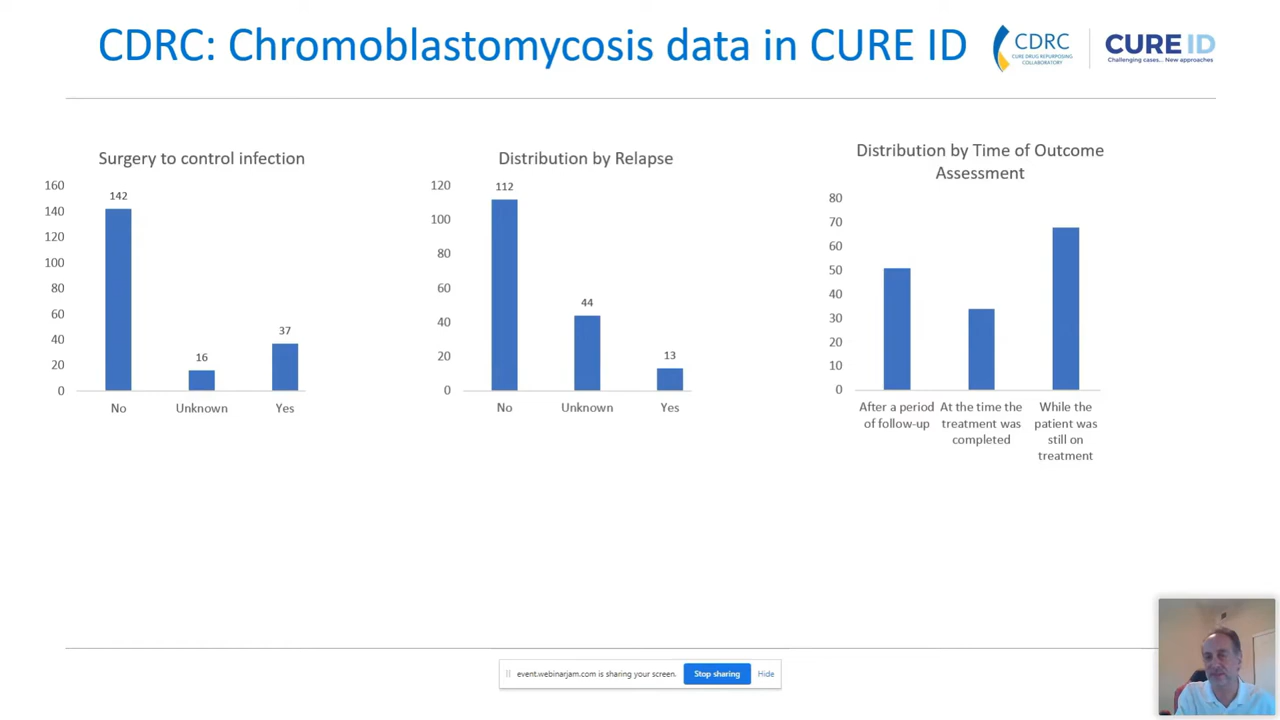 CDRC: Chromoblastomycosis data in CURE ID
CDRC
CURE DRUG REPURPOSING
COLLABORATORY
CURE ID
Challenging cases... New approaches
Surgery to control infection
160
140
120
100
80
60
40
20
0
142
16
37
No
Unknown
Yes
Distribution by Relapse
120
100
80
60
40
20
0
112
44
13
No
Unknown
Yes
Distribution by Time of Outcome
Assessment
80
70
60
50
40
30
20
10
0
After a period
of follow-up
At the time the
treatment was
completed
While the
patient was
still on
treatment
event.webinarjam.com is sharing your screen.
Stop sharing
Hide